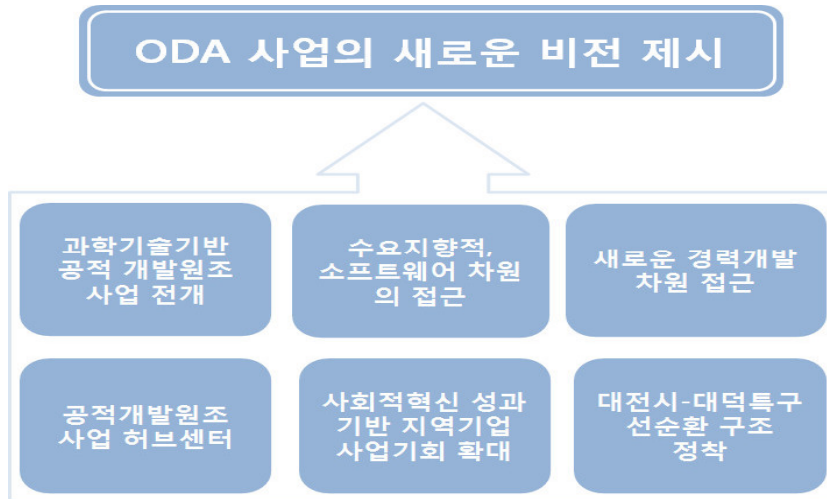 ODA 사업의 새로운 비전 제시
과학기술기반
공적 개발원조
사업 전개
수요지향적,
소프트웨어 차원
의 접근
새로운 경력개발
차원 접근
공적개발원조
사업 허브센터
사회적혁신 성과
기반 지역기업
사업기회 확대
대전시-대덕특구
선순환 구조
정착